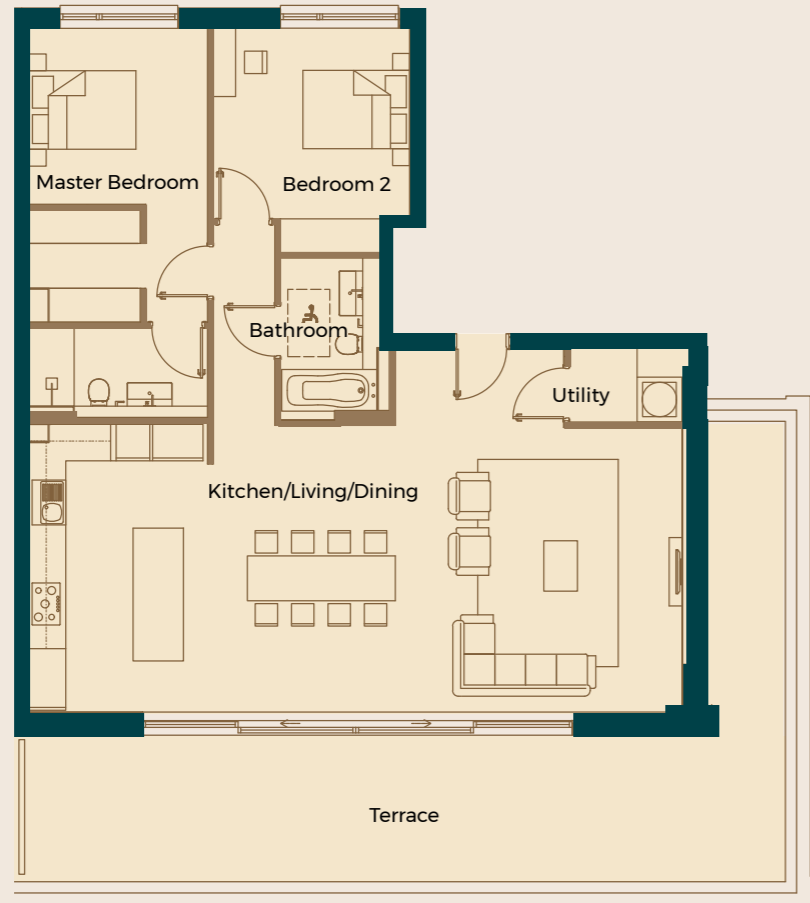 Master Bedroom
Bedroom 2
Bathroom
Utility
Kitchen/Living/Dining
Terrace